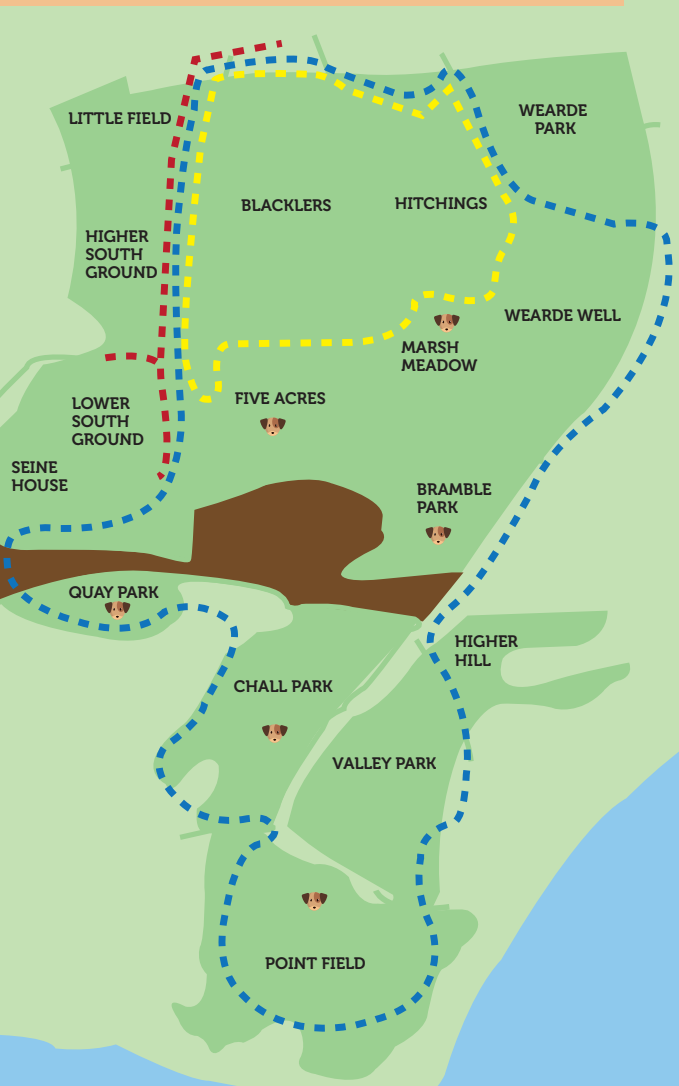 WEARDE
PARK
LITTLE FIELD
BLACKLERS
HITCHINGS
HIGHER
SOUTH
GROUND
WEARDE WELL
MARSH
MEADOW
FIVE ACRES
LOWER
SOUTH
GROUND
SEINE
HOUSE
BRAMBLE
PARK
QUAY PARK
HIGHER
HILL
CHALL PARK
VALLEY PARK
POINT FIELD